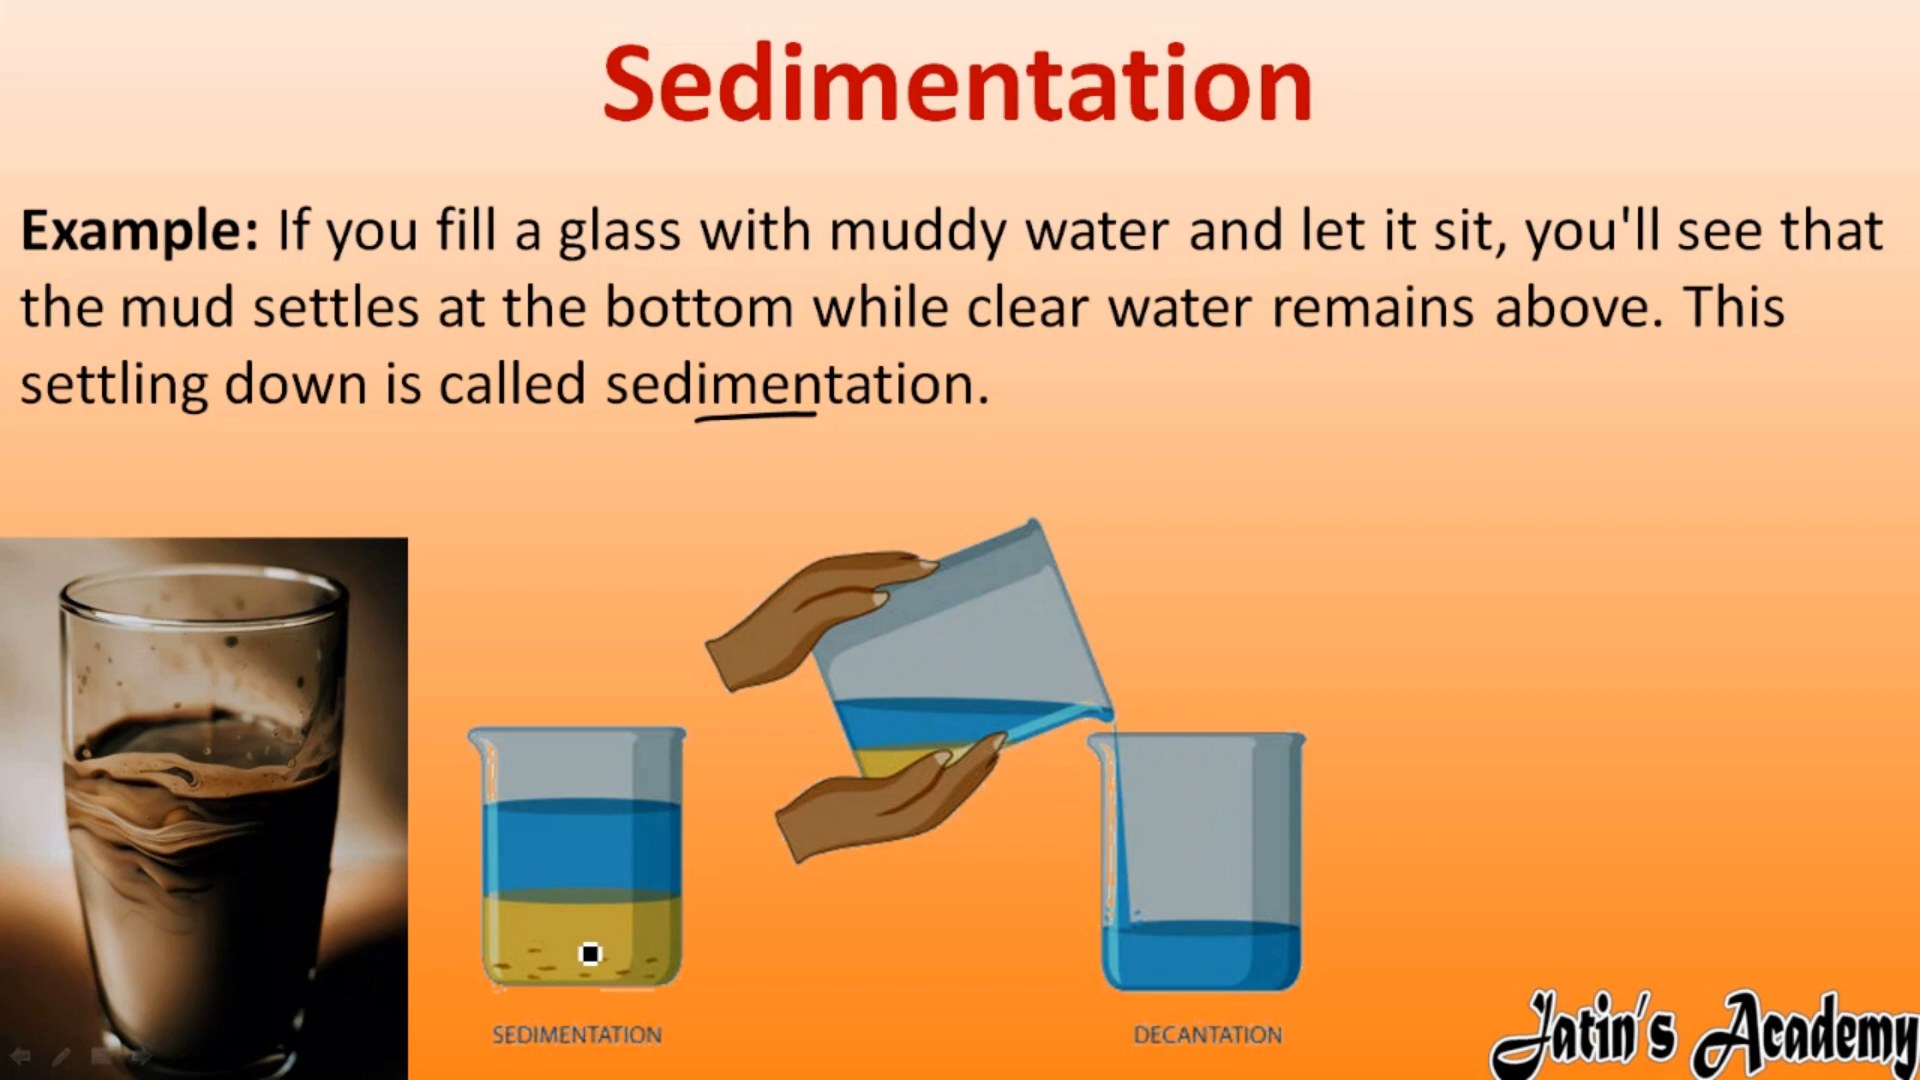 Sedimentation
Example: If you fill a glass with muddy water and let it sit, you'll see that
the mud settles at the bottom while clear water remains above. This
settling down is called sedimentation.
SEDIMENTATION
DECANTATION
Jatin's Academy